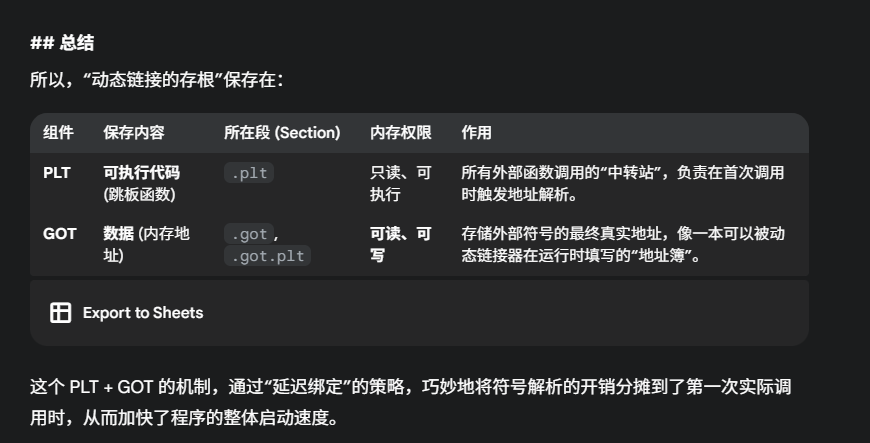 ## 总结
所以，“动态链接的存根”保存在：
组件 保存内容 所在段 (Section) 内存权限 作用
PLT 可执行代码 (跳板函数) .plt 只读、可执行 所有外部函数调用的“中转站”，负责在首次调用时触发地址解析。
GOT 数据 (内存地址) .got, .got.plt 可读、可写 存储外部符号的最终真实地址，像一本可以被动态链接器在运行时填写的“地址簿”。
Export to Sheets
这个 PLT + GOT 的机制，通过“延迟绑定”的策略，巧妙地将符号解析的开销分摊到了第一次实际调
用时，从而加快了程序的整体启动速度。